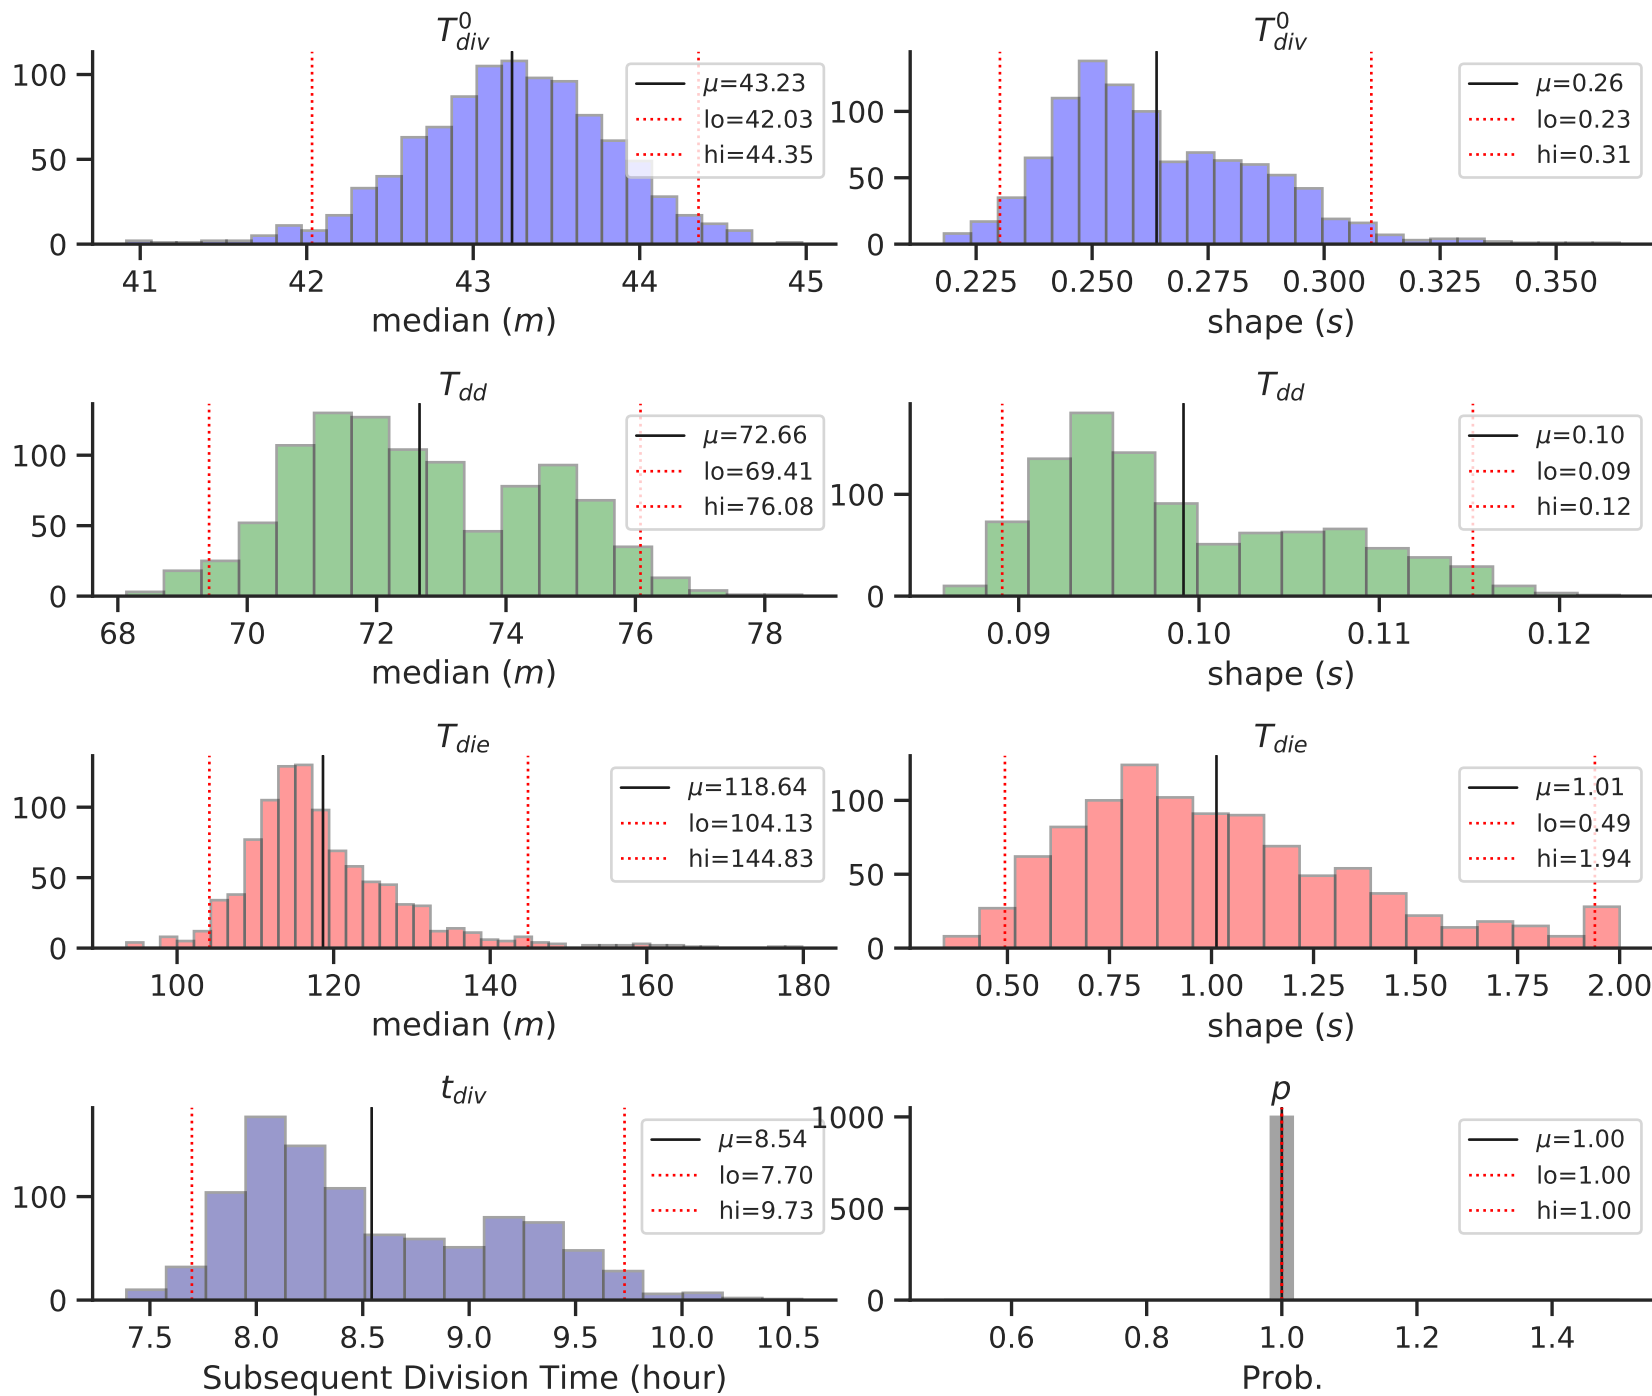 T⁰div
100
50
0
μ=43.23
lo=42.03
hi=44.35
41 42 43 44 45
median (m)
T⁰div
100
50
0
μ=0.26
lo=0.23
hi=0.31
0.225 0.250 0.275 0.300 0.325 0.350
shape (s)
Tdd
100
50
0
μ=72.66
lo=69.41
hi=76.08
68 70 72 74 76 78
median (m)
Tdd
100
0
μ=0.10
lo=0.09
hi=0.12
0.09 0.10 0.11 0.12
shape (s)
Tdie
100
50
0
μ=118.64
lo=104.13
hi=144.83
100 120 140 160 180
median (m)
Tdie
100
50
0
μ=1.01
lo=0.49
hi=1.94
0.50 0.75 1.00 1.25 1.50 1.75 2.00
shape (s)
tdiv
100
0
μ=8.54
lo=7.70
hi=9.73
7.5 8.0 8.5 9.0 9.5 10.0 10.5
Subsequent Division Time (hour)
p
1000
500
0
μ=1.00
lo=1.00
hi=1.00
0.6 0.8 1.0 1.2 1.4
Prob.